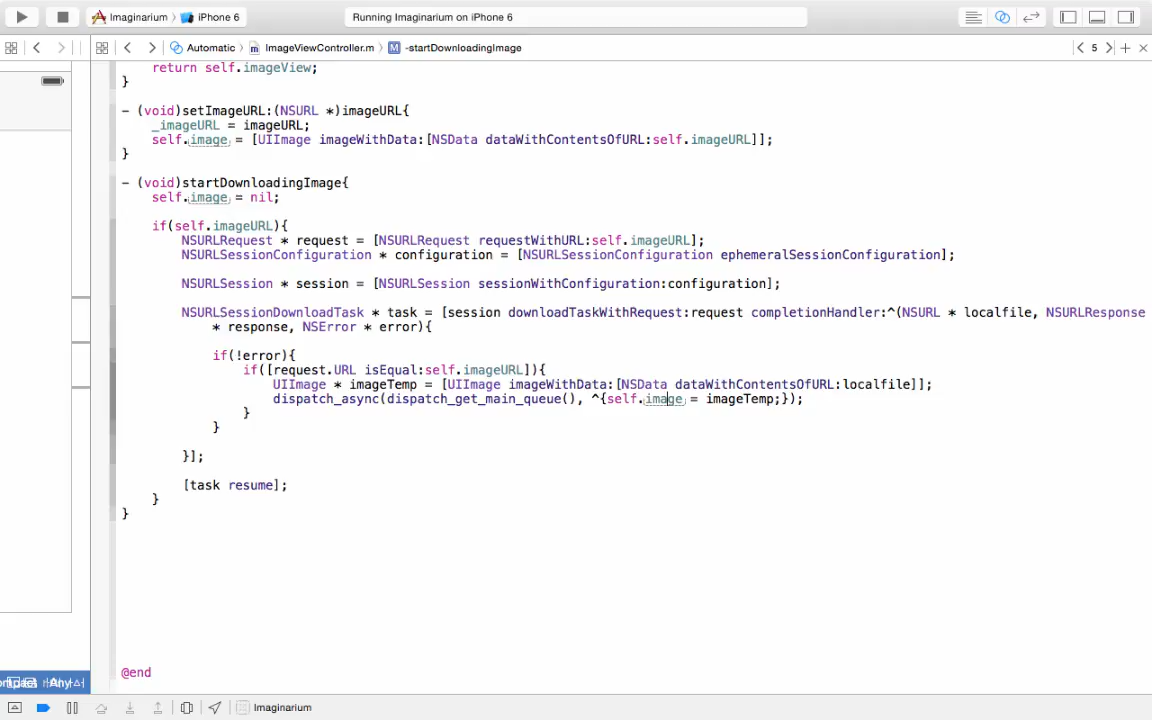 Imaginarium iPhone 6 Running Imaginarium on iPhone 6
Automatic ImageViewController.m M -startDownloadingImage 5
return self.imageView;
}
- (void)setImageURL:(NSURL *)imageURL{
_imageURL = imageURL;
self.image = [UIImage imageWithData:[NSData dataWithContentsOfURL:self.imageURL]];
}
- (void)startDownloadingImage{
self.image = nil;
if(self.imageURL){
NSURLRequest * request = [NSURLRequest requestWithURL:self.imageURL];
NSURLSessionConfiguration * configuration = [NSURLSessionConfiguration ephemeralSessionConfiguration];
NSURLSession * session = [NSURLSession sessionWithConfiguration:configuration];
NSURLSessionDownloadTask * task = [session downloadTaskWithRequest:request completionHandler:^(NSURL * localfile, NSURLResponse
* response, NSError * error){
if(!error){
if([request.URL isEqual:self.imageURL]){
UIImage * imageTemp = [UIImage imageWithData:[NSData dataWithContentsOfURL:localfile]];
dispatch_async(dispatch_get_main_queue(), ^{self.image = imageTemp;});
}
}
}];
[task resume];
}
}
@end
Imaginarium